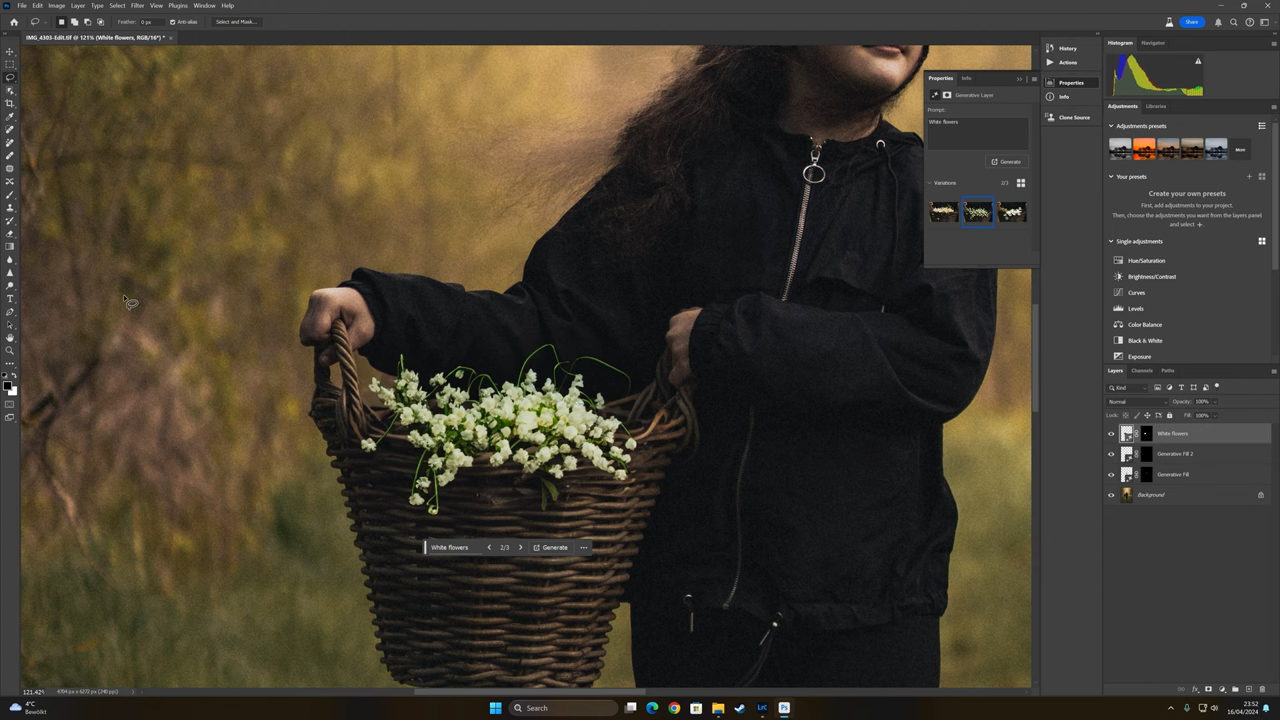 File Edit Image Layer Type Select Filter View Plugins Window Help
Feather: 0 px Anti-alias Select and Mask... Share
IMG_4303-Edit.tif @ 121% (White flowers, RGB/16*) * ×
History
Actions
Properties
Info
Clone Source
Properties Info
Generative Layer
Prompt:
White flowers
Generate
Variations 2/3
White flowers 2/3 Generate ...
Histogram Navigator
Adjustments Libraries
Adjustments presets
More
Your presets
Create your own presets
First, add adjustments to your project.
Then, choose the adjustments you want from the layers panel
and select +.
Single adjustments
Hue/Saturation
Brightness/Contrast
Curves
Levels
Color Balance
Black & White
Exposure
Layers Channels Paths
Kind
Normal Opacity: 100%
Lock: Fill: 100%
White flowers
Generative Fill 2
Generative Fill
Background
121.42% 4704 px x 6272 px (240 ppi)
4°C
Bewölkt
Search
23:52
16/04/2024